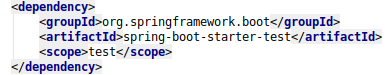 <dependency>
<groupId>org.springframework.boot</groupId>
<artifactId>spring-boot-starter-test</artifactId>
<scope>test</scope>
</dependency>